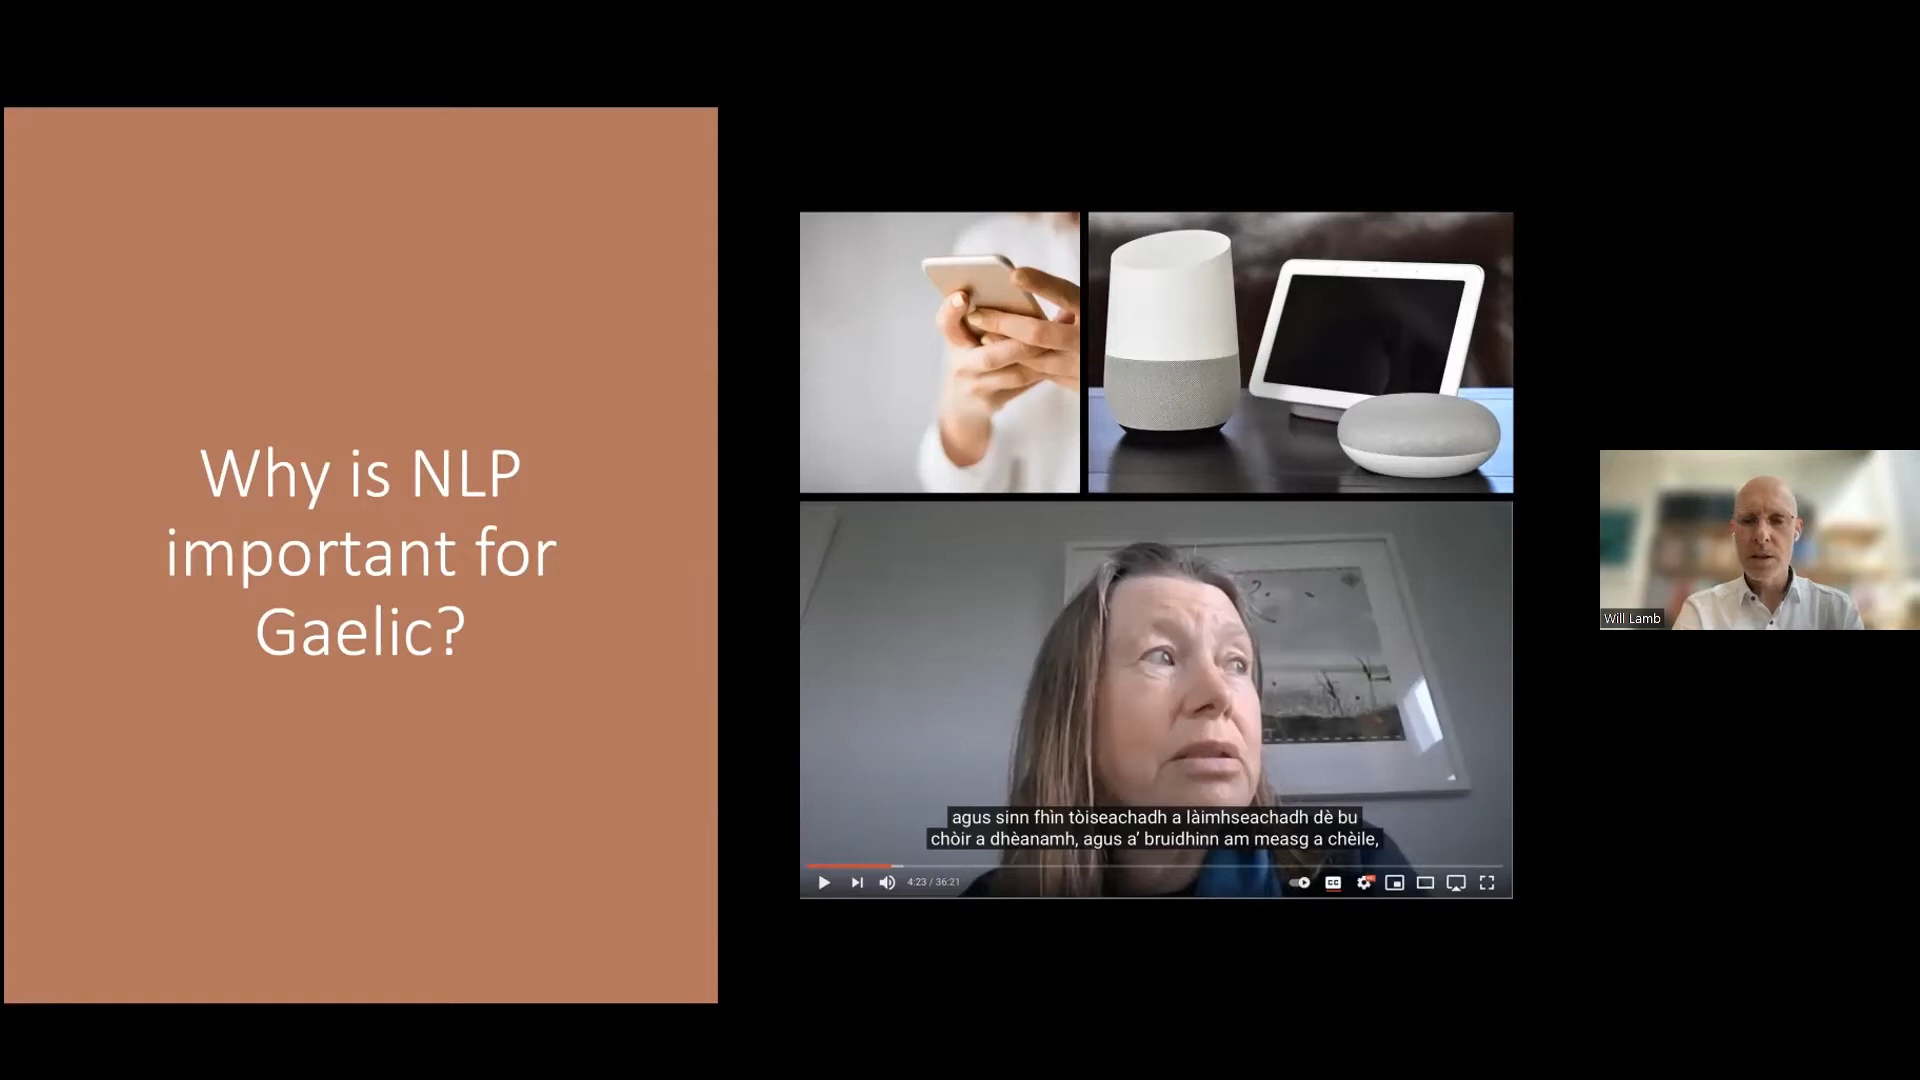 Why is NLP
important for
Gaelic?
agus sinn fhìn tòiseachadh a làimhseachadh dè bu
chòir a dhèanamh, agus a’ bruidhinn am measg a chèile,
4:23 / 36:21
CC
Will Lamb